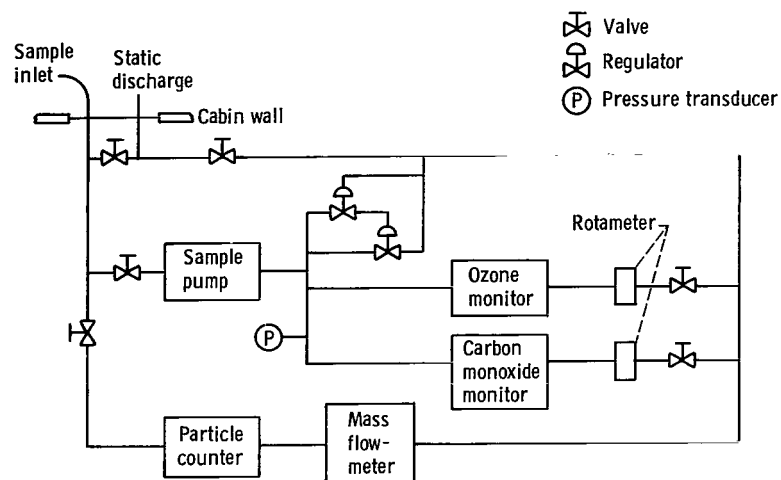 Sample
inlet
Static
discharge
Cabin wall
Valve
Regulator
P Pressure transducer
Rotameter
Sample
pump
Ozone
monitor
P
Carbon
monoxide
monitor
Particle
counter
Mass
flow-
meter